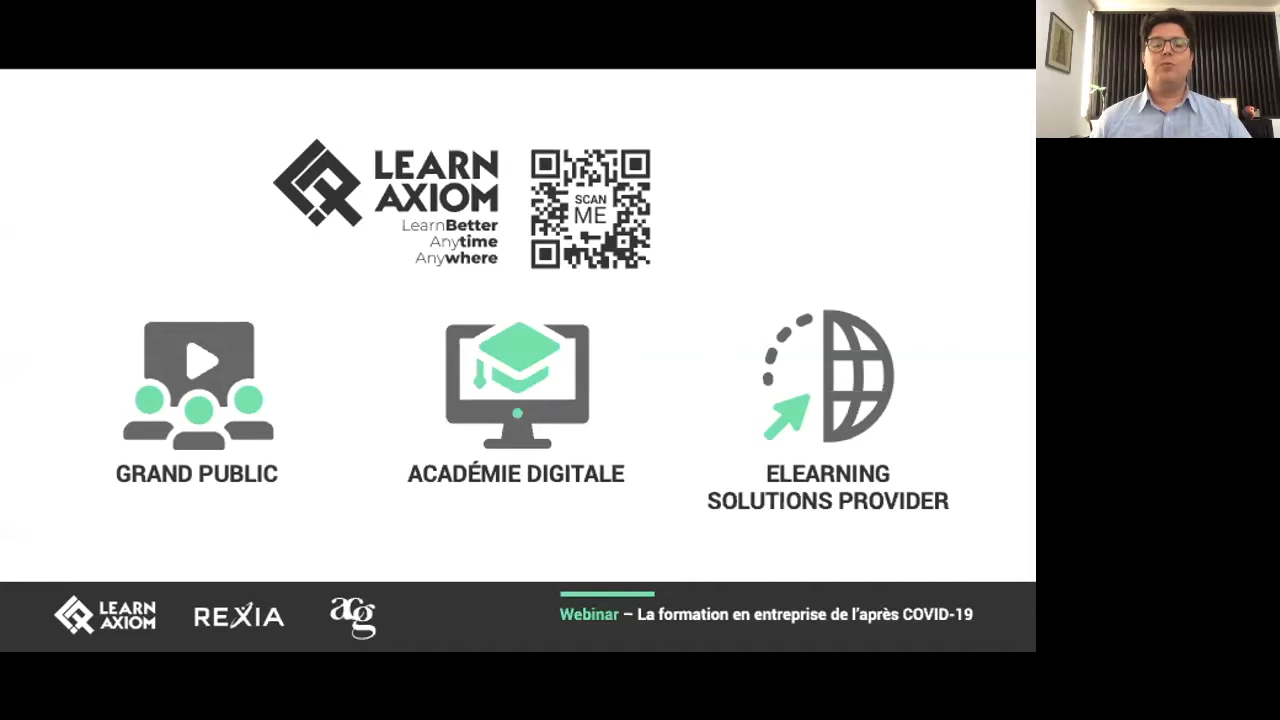 LEARN
AXIOM
LearnBetter
Anytime
Anywhere
SCAN
ME
GRAND PUBLIC
ACADÉMIE DIGITALE
ELEARNING
SOLUTIONS PROVIDER
LEARN
AXIOM
REXIA
acg
Webinar – La formation en entreprise de l'après COVID-19